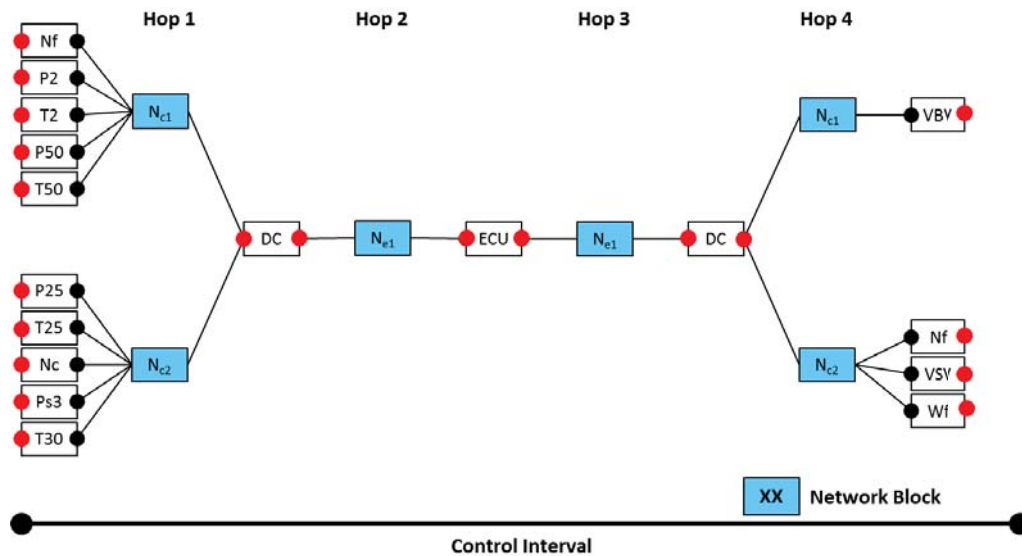 Hop 1
Hop 2
Hop 3
Hop 4
Nf
P2
T2
P50
T50
Nc1
DC
Ne1
ECU
Ne1
DC
Nc1
VBV
P25
T25
Nc
Ps3
T30
Nc2
Nc2
Nf
VSV
Wf
XX Network Block
Control Interval